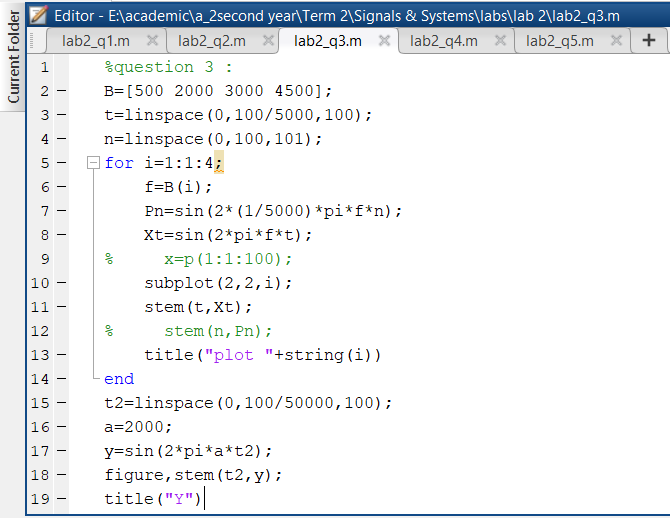 Editor - E:\academic\a_2second year\Term 2\Signals & Systems\labs\lab 2\lab2_q3.m
Current Folder
lab2_q1.m lab2_q2.m lab2_q3.m lab2_q4.m lab2_q5.m
1 %question 3 :
2 - B=[500 2000 3000 4500];
3 - t=linspace(0,100/5000,100);
4 - n=linspace(0,100,101);
5 - for i=1:1:4;
6 - f=B(i);
7 - Pn=sin(2*(1/5000)*pi*f*n);
8 - Xt=sin(2*pi*f*t);
9 % x=p(1:1:100);
10 - subplot(2,2,i);
11 - stem(t,Xt);
12 % stem(n,Pn);
13 - title("plot "+string(i))
14 - end
15 - t2=linspace(0,100/50000,100);
16 - a=2000;
17 - y=sin(2*pi*a*t2);
18 - figure,stem(t2,y);
19 - title("Y")